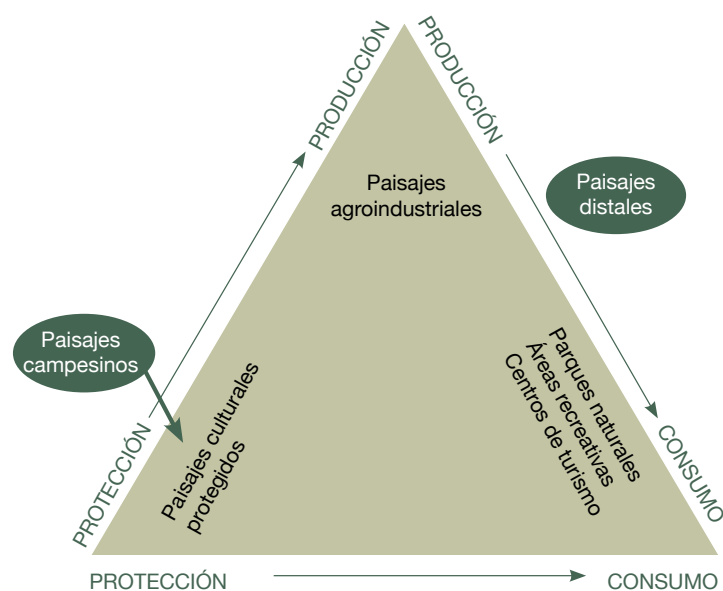 PRODUCCIÓN
PRODUCCIÓN
Paisajes
agroindustriales
Paisajes
distales
Paisajes
campesinos
PROTECCIÓN
Paisajes culturales
protegidos
Parques naturales
Áreas recreativas
Centros de turismo
CONSUMO
PROTECCIÓN
CONSUMO